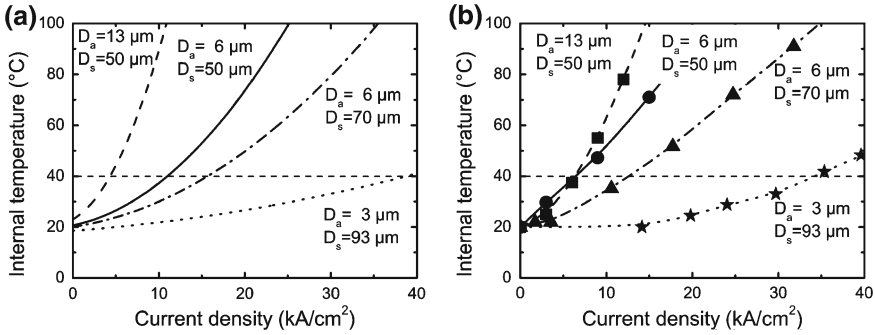 (a)
Internal temperature (°C)
100
80
60
40
20
0
0
10
20
30
40
Current density (kA/cm²)
Dₐ= 13 µm
Dₛ= 50 µm
Dₐ= 6 µm
Dₛ= 50 µm
Dₐ= 6 µm
Dₛ= 70 µm
Dₐ= 3 µm
Dₛ=93 µm
(b)
Internal temperature (°C)
100
80
60
40
20
0
0
10
20
30
40
Current density (kA/cm²)
Dₐ= 13 µm
Dₛ= 50 µm
Dₐ= 6 µm
Dₛ= 50 µm
Dₐ= 6 µm
Dₛ= 70 µm
Dₐ= 3 µm
Dₛ=93 µm